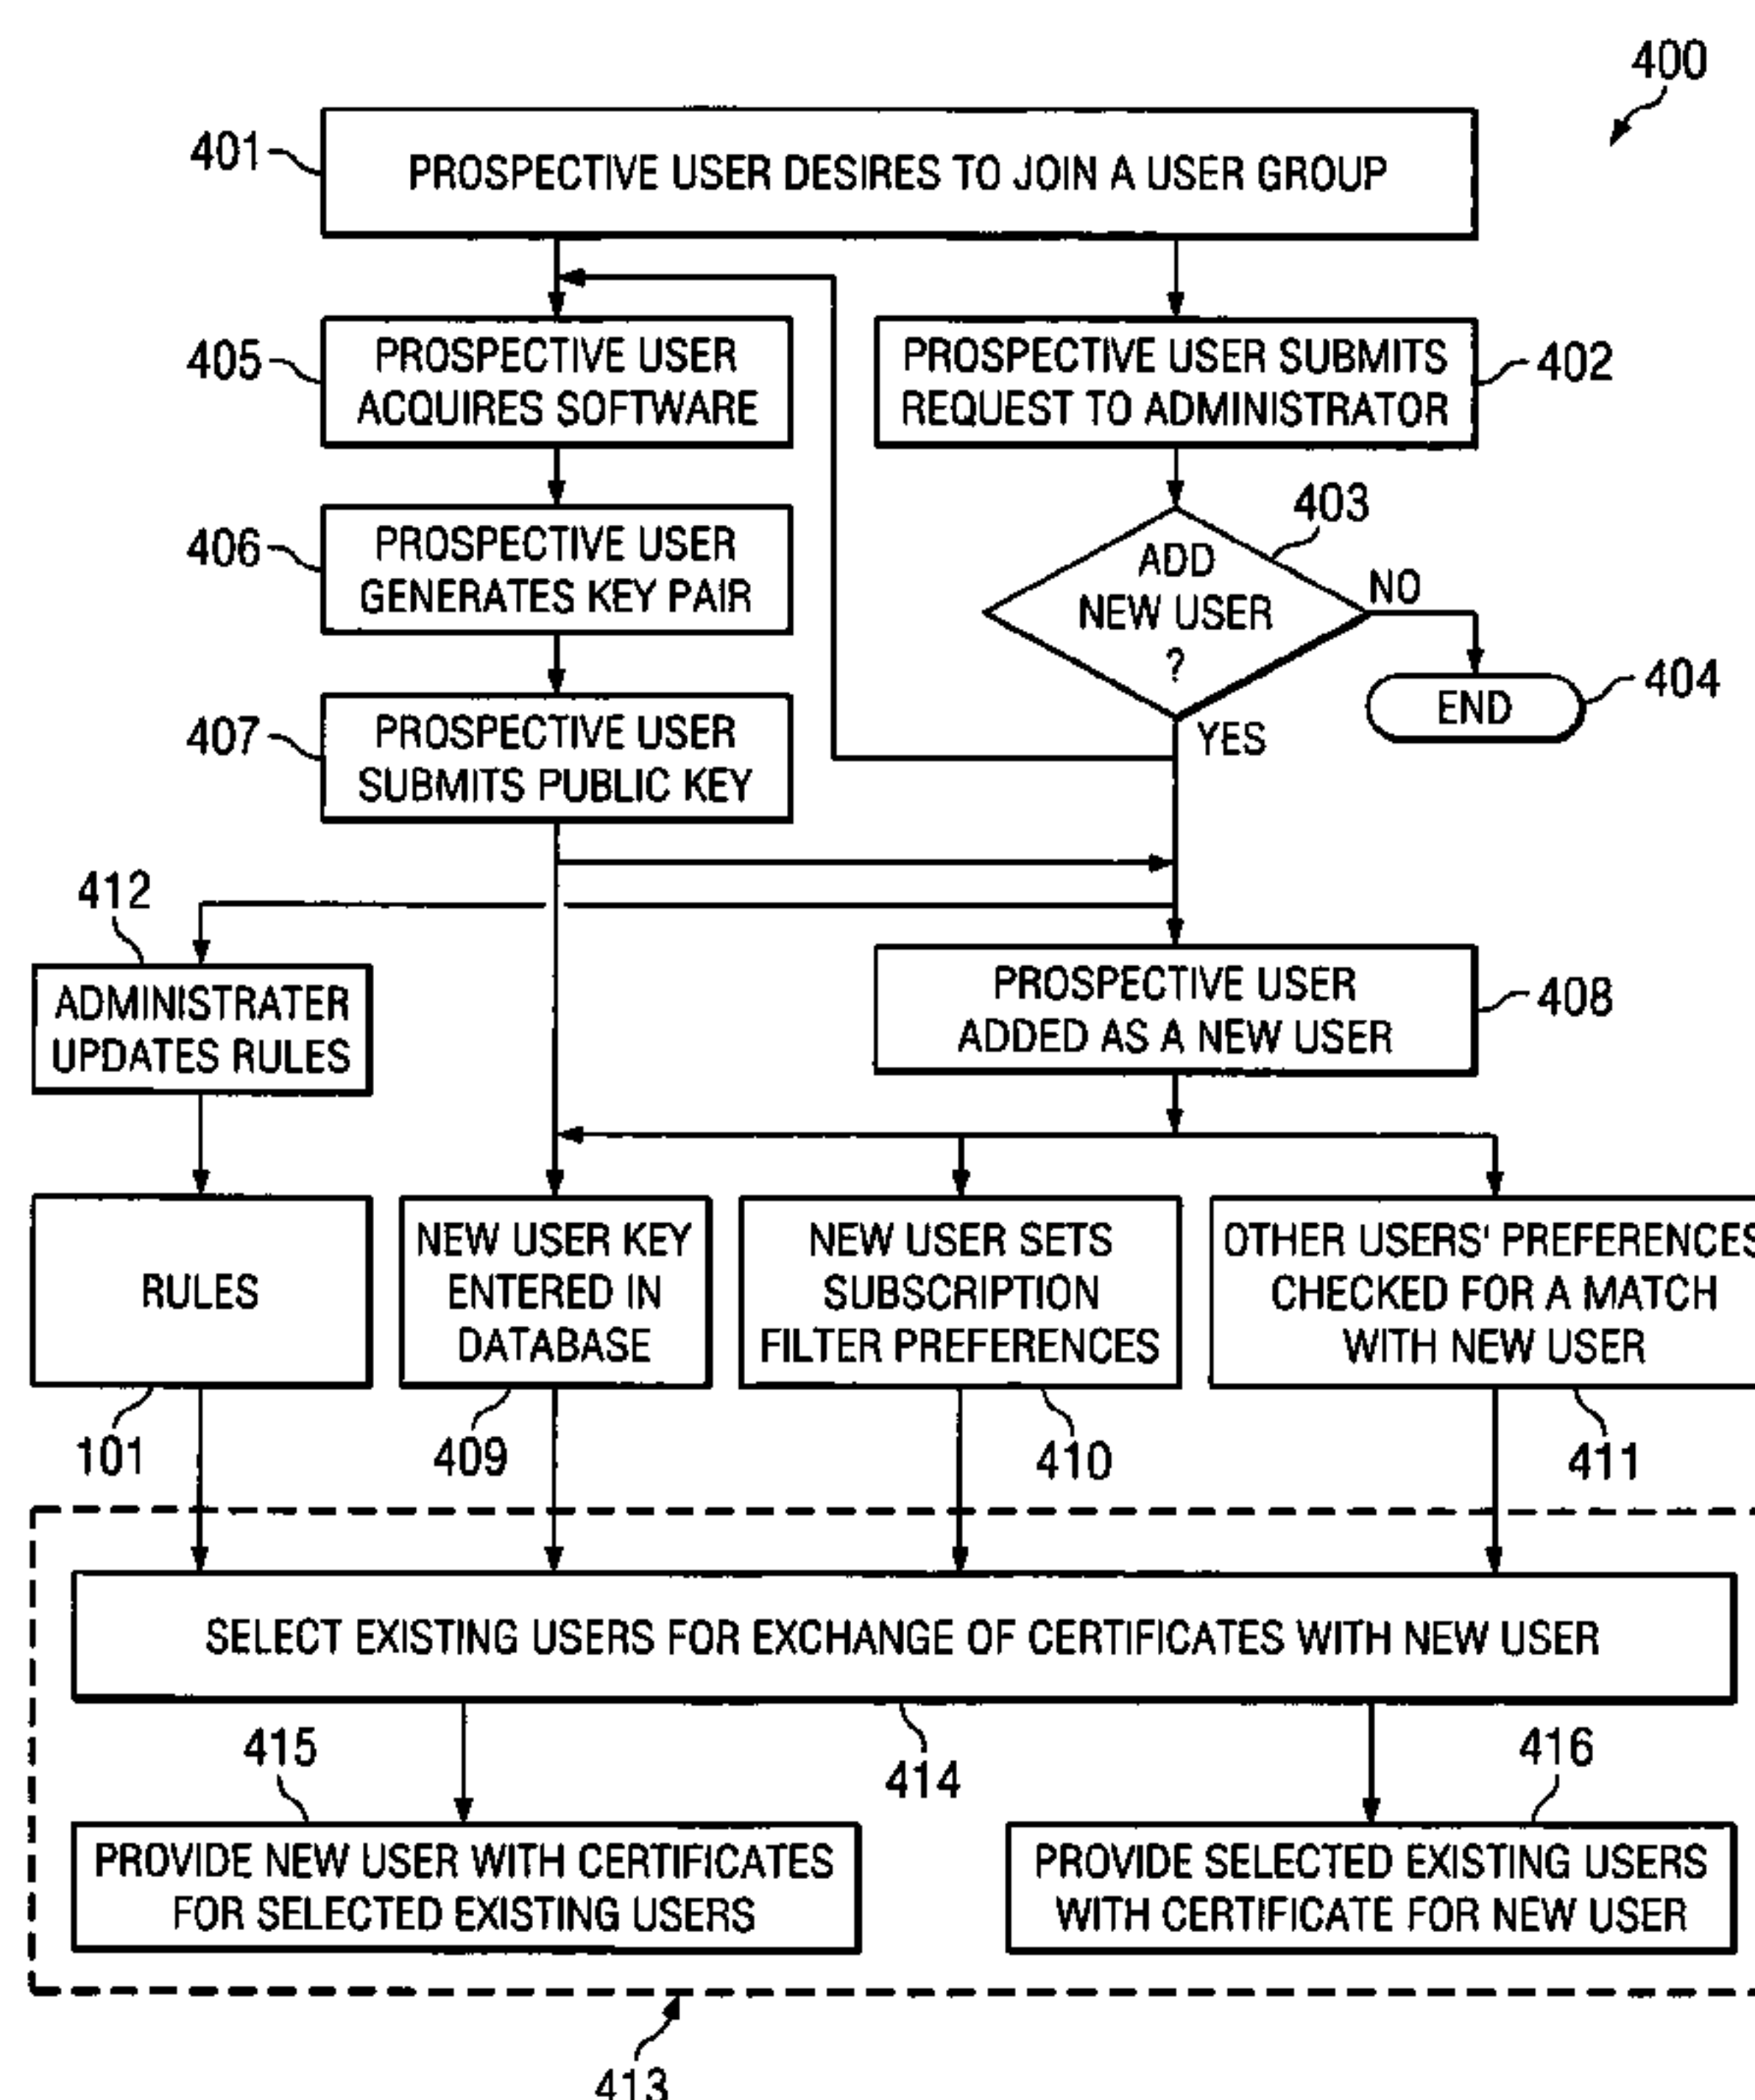 400
401
PROSPECTIVE USER DESIRES TO JOIN A USER GROUP
405
PROSPECTIVE USER
ACQUIRES SOFTWARE
PROSPECTIVE USER SUBMITS
REQUEST TO ADMINISTRATOR
402
406
PROSPECTIVE USER
GENERATES KEY PAIR
403
ADD
NEW USER
?
NO
YES
END
404
407
PROSPECTIVE USER
SUBMITS PUBLIC KEY
412
ADMINISTRATER
UPDATES RULES
PROSPECTIVE USER
ADDED AS A NEW USER
408
RULES
101
NEW USER KEY
ENTERED IN
DATABASE
409
NEW USER SETS
SUBSCRIPTION
FILTER PREFERENCES
410
OTHER USERS' PREFERENCES
CHECKED FOR A MATCH
WITH NEW USER
411
SELECT EXISTING USERS FOR EXCHANGE OF CERTIFICATES WITH NEW USER
414
415
PROVIDE NEW USER WITH CERTIFICATES
FOR SELECTED EXISTING USERS
416
PROVIDE SELECTED EXISTING USERS
WITH CERTIFICATE FOR NEW USER
413